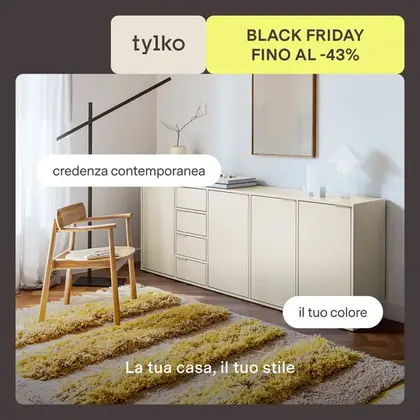 tylko
BLACK FRIDAY
FINO AL -43%
credenza contemporanea
il tuo colore
La tua casa, il tuo stile